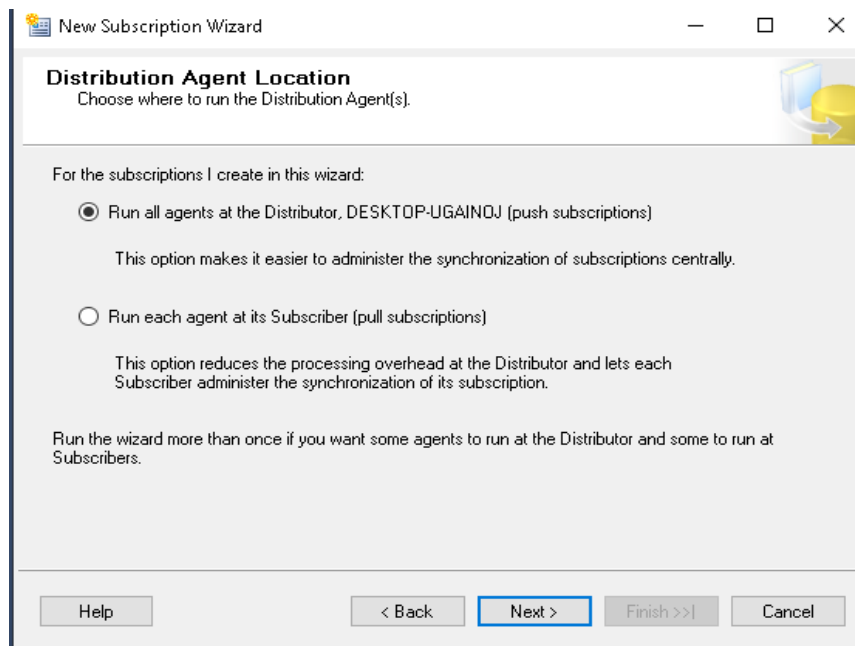 New Subscription Wizard
Distribution Agent Location
Choose where to run the Distribution Agent(s).
For the subscriptions I create in this wizard:
Run all agents at the Distributor, DESKTOP-UGAINOJ (push subscriptions)
This option makes it easier to administer the synchronization of subscriptions centrally.
Run each agent at its Subscriber (pull subscriptions)
This option reduces the processing overhead at the Distributor and lets each
Subscriber administer the synchronization of its subscription.
Run the wizard more than once if you want some agents to run at the Distributor and some to run at
Subscribers.
Help
< Back
Next >
Finish >>|
Cancel